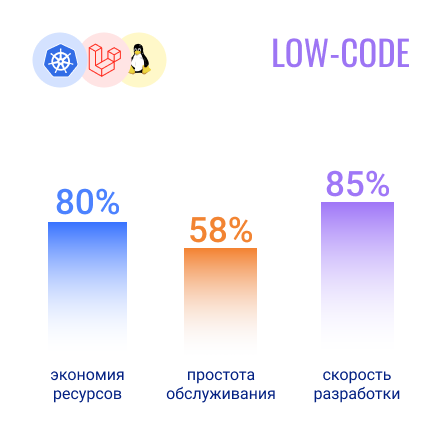 LOW-CODE
80%
58%
85%
экономия
ресурсов
простота
обслуживания
скорость
разработки